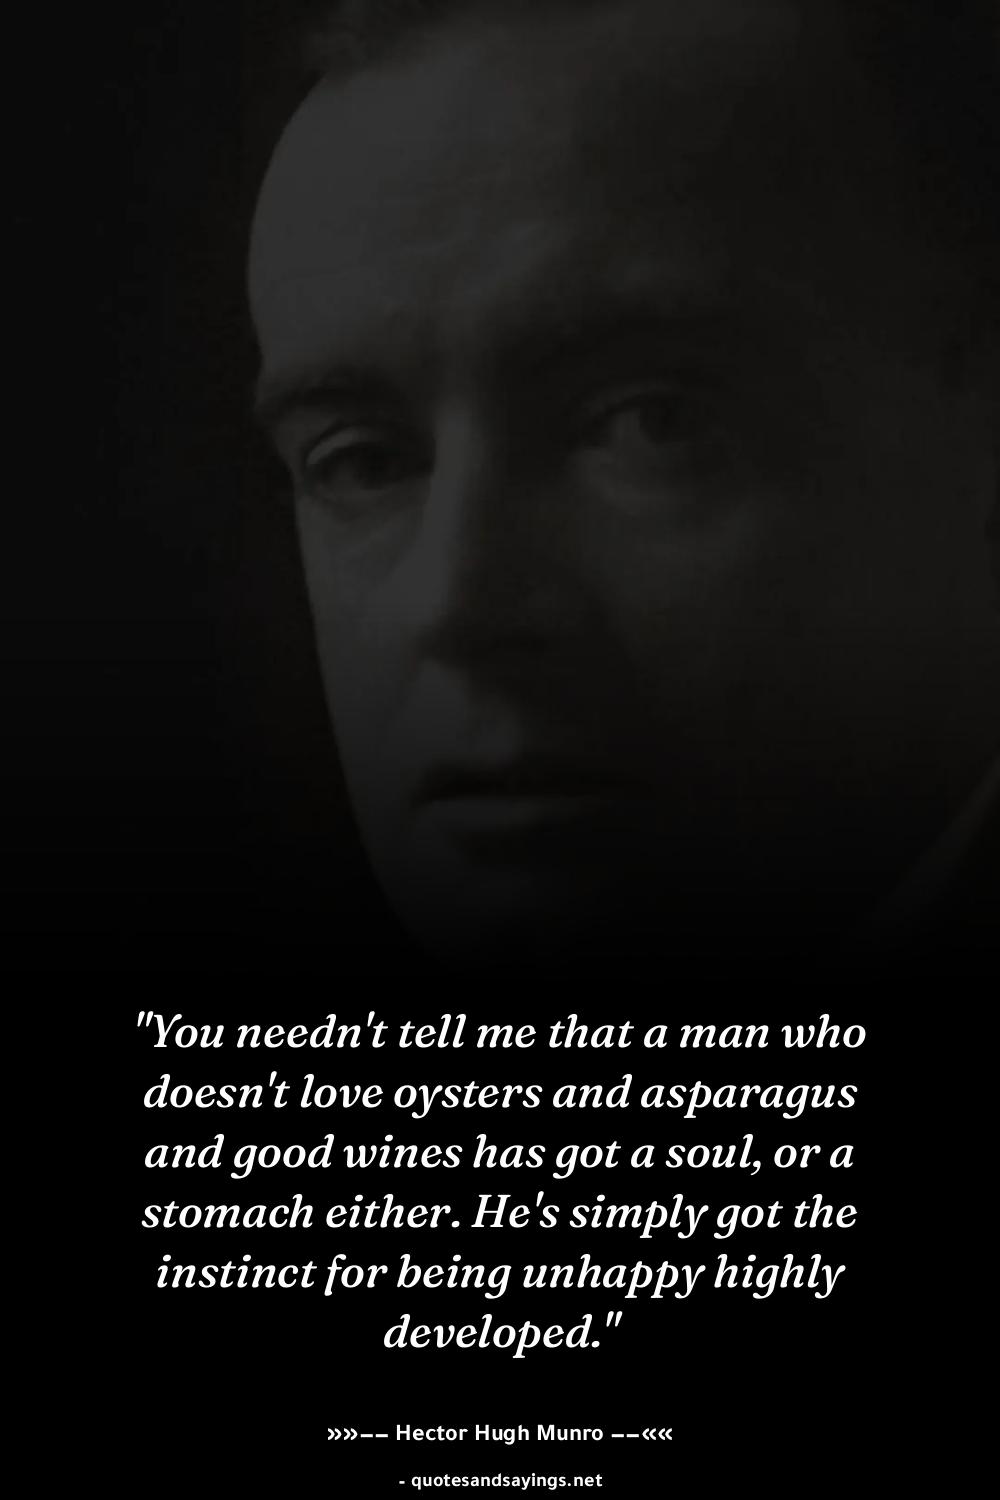 "You needn't tell me that a man who
doesn't love oysters and asparagus
and good wines has got a soul, or a
stomach either. He's simply got the
instinct for being unhappy highly
developed."
»»−− Hector Hugh Munro −−««
- quotesandsayings.net